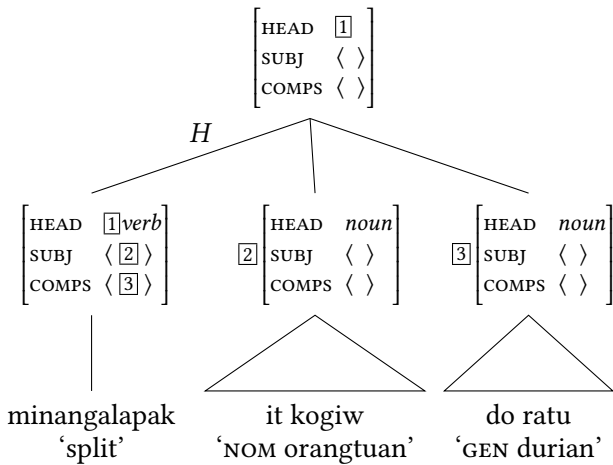 HEAD 1
SUBJ ⟨ ⟩
COMPS ⟨ ⟩
H
HEAD 1 verb
SUBJ ⟨ 2 ⟩
COMPS ⟨ 3 ⟩
2
HEAD noun
SUBJ ⟨ ⟩
COMPS ⟨ ⟩
3
HEAD noun
SUBJ ⟨ ⟩
COMPS ⟨ ⟩
minangalapak
‘split’
it kogiw
‘NOM orangtuan’
do ratu
‘GEN durian’